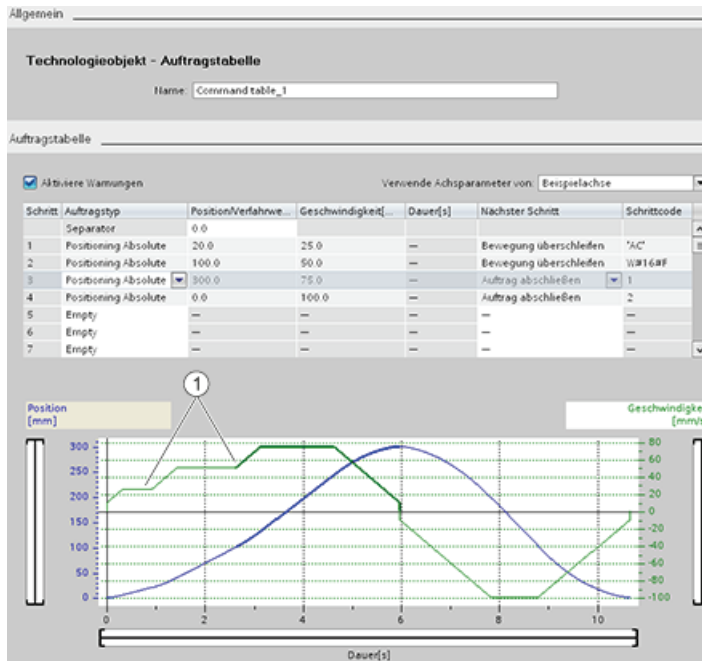 Allgemein
Technologieobjekt - Auftragstabelle
Name: Command table_1
Auftragstabelle
Aktiviere Warnungen Verwende Achsparameter von: Beispielachse
Schritt Auftragstyp Position/Verfahrwe... Geschwindigkeit[... Dauer[s] Nächster Schritt Schrittcode
Separator 0.0
1 Positioning Absolute 20.0 25.0 — Bewegung überschleifen "AC"
2 Positioning Absolute 100.0 50.0 — Bewegung überschleifen W#16#F
3 Positioning Absolute 300.0 75.0 — Auftrag abschließen 1
4 Positioning Absolute 0.0 100.0 — Auftrag abschließen 2
5 Empty — — — — —
6 Empty — — — — —
7 Empty — — — — —
1
Position
[mm]
Geschwindigke
[mm/s
300
250
200
150
100
50
0
80
60
40
20
0
-20
-40
-60
-80
-100
0 2 4 6 8 10
Dauer[s]